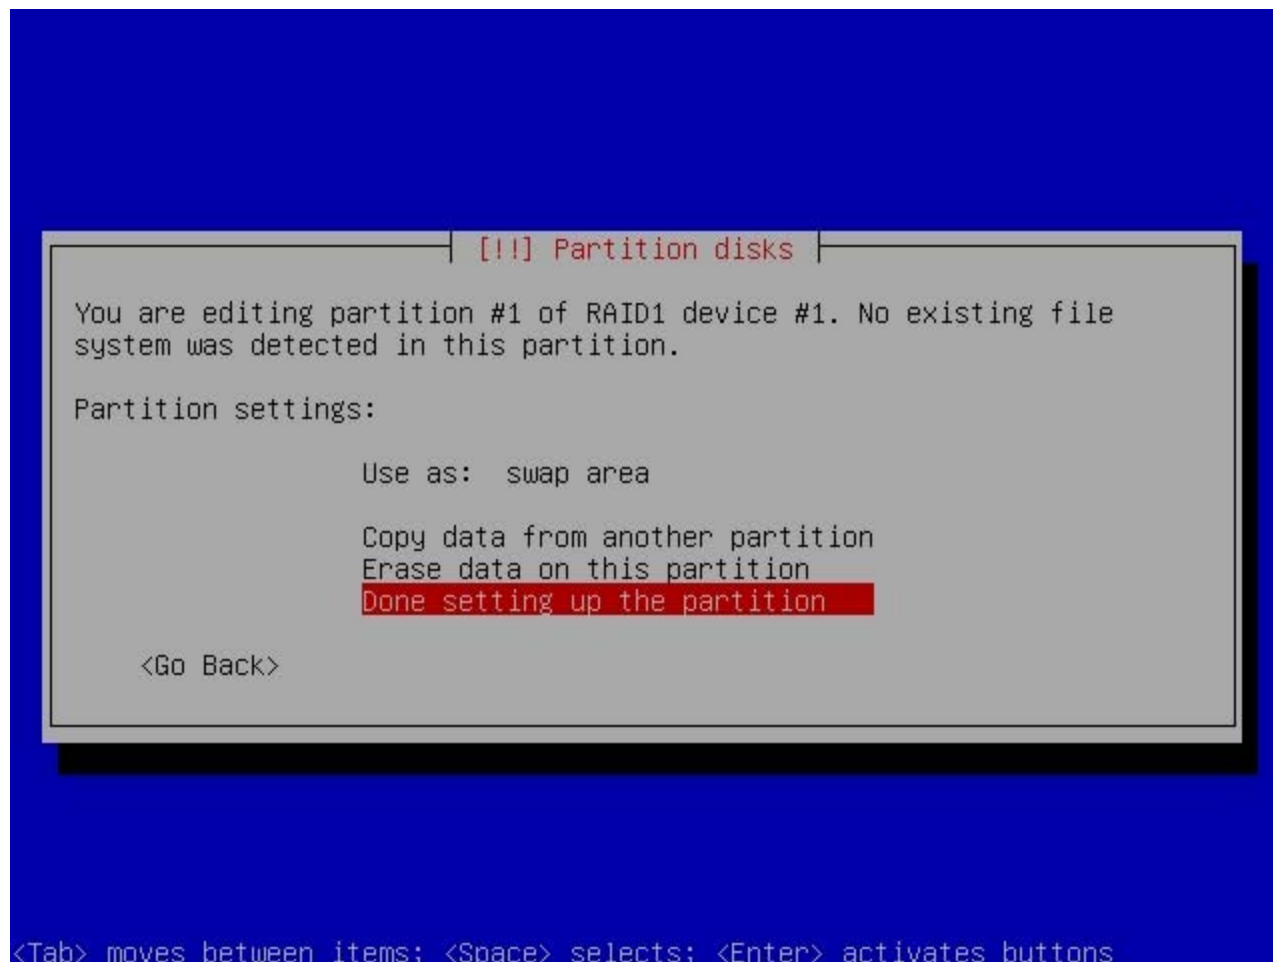 [!!] Partition disks
You are editing partition #1 of RAID1 device #1. No existing file
system was detected in this partition.
Partition settings:
Use as:  swap area
Copy data from another partition
Erase data on this partition
Done setting up the partition
<Go Back>
<Tab> moves between items; <Space> selects; <Enter> activates buttons